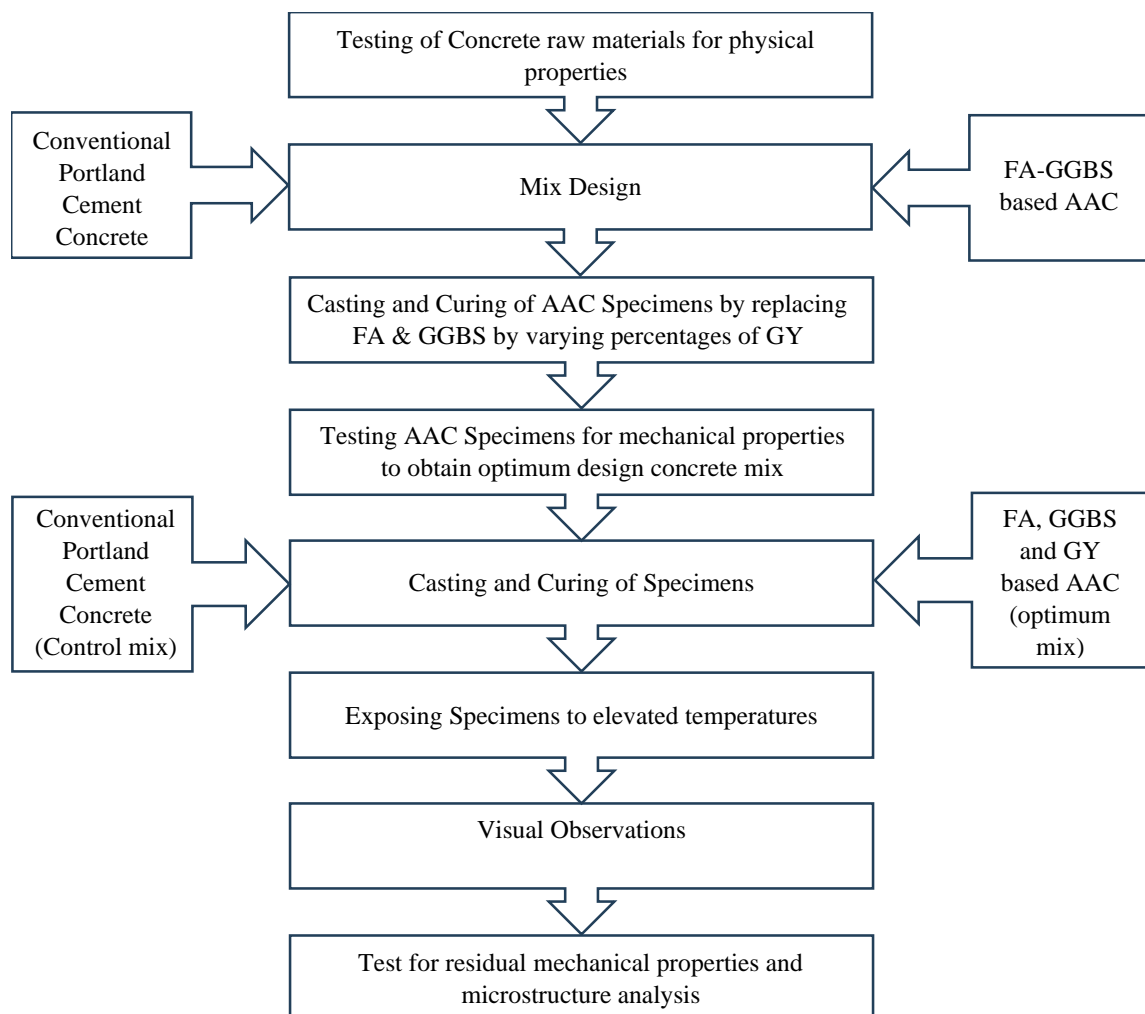 Testing of Concrete raw materials for physical
properties
Conventional
Portland
Cement
Concrete
Mix Design
FA-GGBS
based AAC
Casting and Curing of AAC Specimens by replacing
FA & GGBS by varying percentages of GY
Testing AAC Specimens for mechanical properties
to obtain optimum design concrete mix
Conventional
Portland
Cement
Concrete
(Control mix)
Casting and Curing of Specimens
FA, GGBS
and GY
based AAC
(optimum
mix)
Exposing Specimens to elevated temperatures
Visual Observations
Test for residual mechanical properties and
microstructure analysis